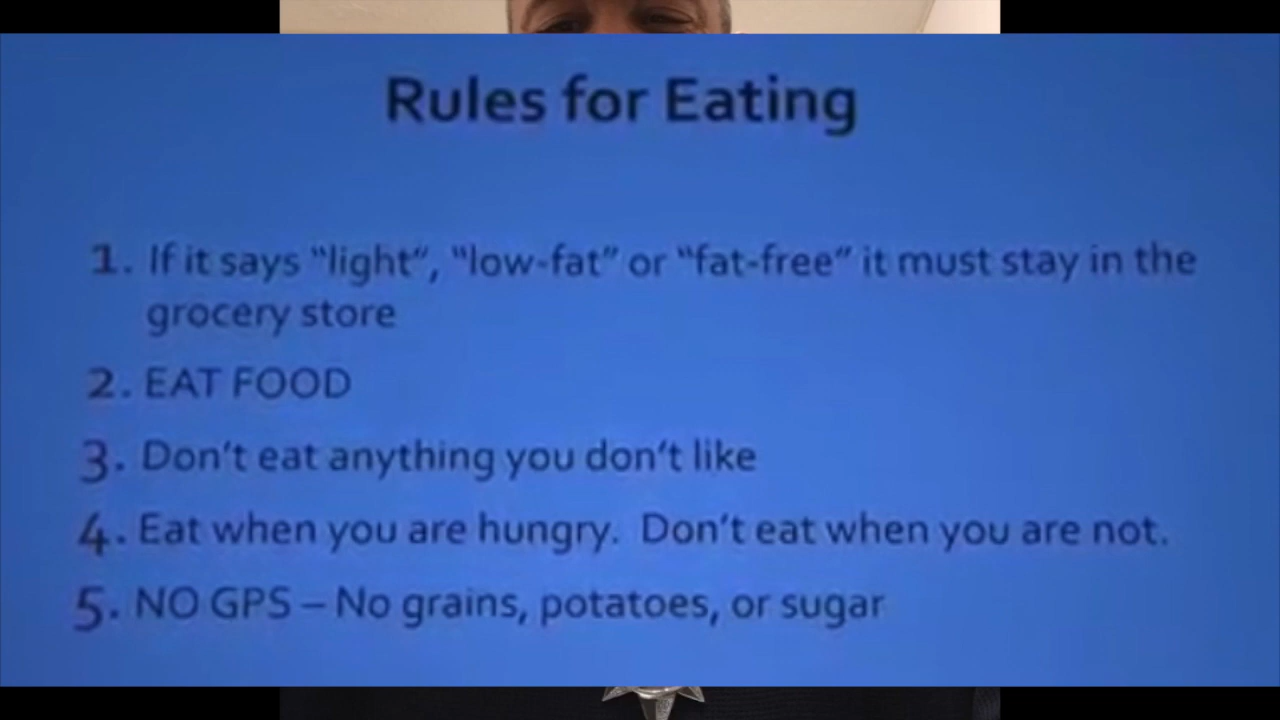 Rules for Eating
1. If it says “light”, “low-fat” or “fat-free” it must stay in the
grocery store
2. EAT FOOD
3. Don’t eat anything you don’t like
4. Eat when you are hungry. Don’t eat when you are not.
5. NO GPS – No grains, potatoes, or sugar